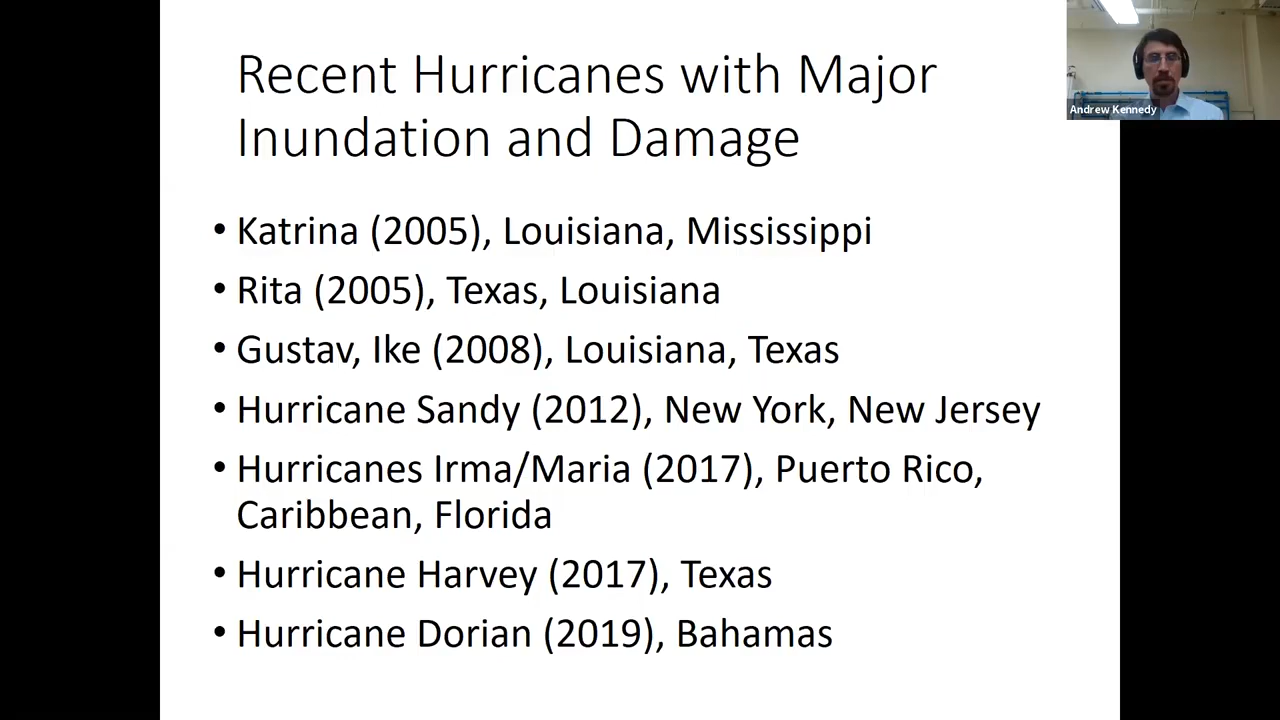 Recent Hurricanes with Major
Inundation and Damage
• Katrina (2005), Louisiana, Mississippi
• Rita (2005), Texas, Louisiana
• Gustav, Ike (2008), Louisiana, Texas
• Hurricane Sandy (2012), New York, New Jersey
• Hurricanes Irma/Maria (2017), Puerto Rico,
Caribbean, Florida
• Hurricane Harvey (2017), Texas
• Hurricane Dorian (2019), Bahamas
Andrew Kennedy